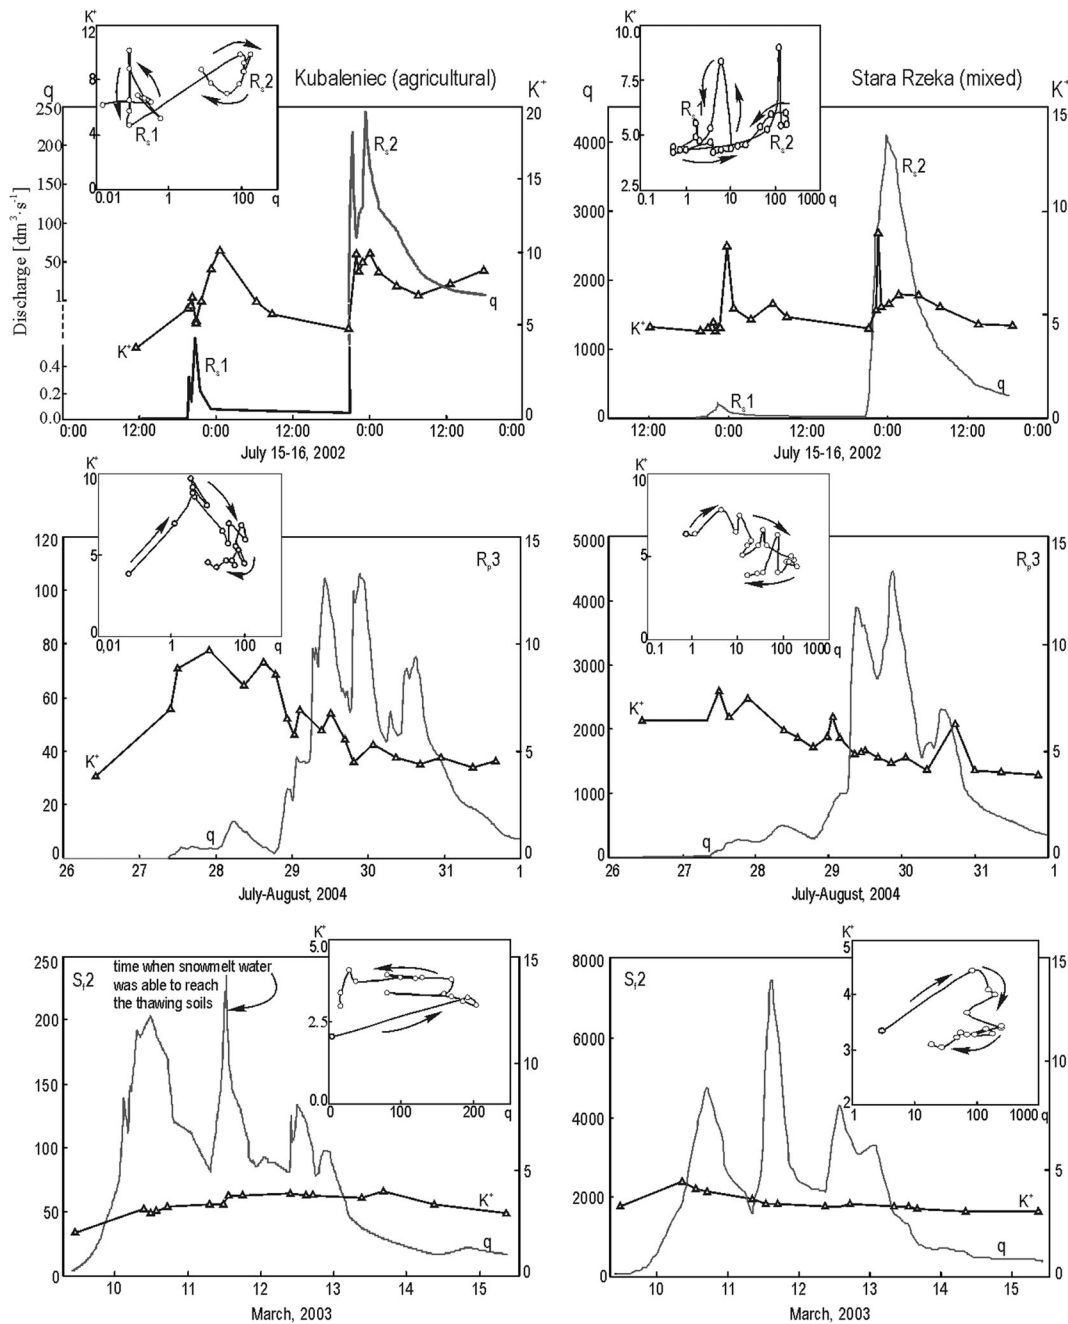 K⁺
12
8
4
0
0.01
1
100
q
Rₛ2
Rₛ1
Kubaleniec (agricultural)
q
K⁺
250
200
150
100
50
1
0.4
0.2
0.0
Discharge [dm³·s⁻¹]
20
15
10
5
0
Rₛ2
q
K⁺
Rₛ1
0:00
12:00
0:00
12:00
0:00
12:00
0:00
July 15-16, 2002
K⁺
10.0
7.5
5.0
2.5
0.1
1
10
100
1000
q
Rₛ1
Rₛ2
Stara Rzeka (mixed)
q
K⁺
4000
3000
2000
1000
0
15
10
5
0
Rₛ2
K⁺
q
Rₛ1
12:00
0:00
12:00
0:00
12:00
0:00
July 15-16, 2002
K⁺
10
5
0
0,01
1
100
q
120
100
80
60
40
20
0
Rₚ3
15
10
5
0
K⁺
q
26
27
28
29
30
31
1
July-August, 2004
K⁺
10
5
0
0.1
1
10
100
1000
q
5000
4000
3000
2000
1000
0
Rₚ3
15
10
5
0
K⁺
q
26
27
28
29
30
31
1
July-August, 2004
250
200
150
100
50
0
Sᵣ2
time when snowmelt water
was able to reach
the thawing soils
K⁺
5.0
2.5
0.0
0
100
200
q
15
10
5
0
K⁺
q
10
11
12
13
14
15
March, 2003
8000
6000
4000
2000
0
Sᵣ2
K⁺
5
4
3
2
1
10
100
1000
q
15
10
5
0
K⁺
q
10
11
12
13
14
15
March, 2003